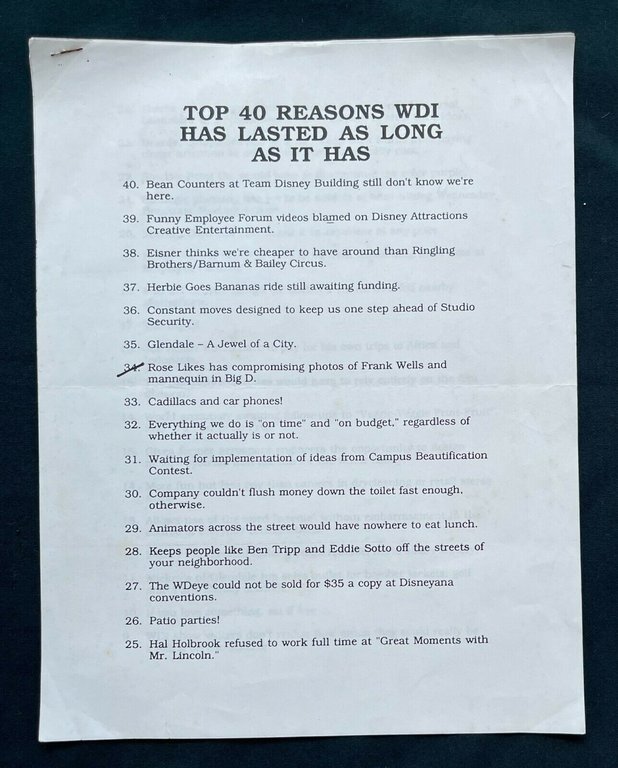 TOP 40 REASONS WDI
HAS LASTED AS LONG
AS IT HAS
40. Bean Counters at Team Disney Building still don't know we're
here.
39. Funny Employee Forum videos blamed on Disney Attractions
Creative Entertainment.
38. Eisner thinks we're cheaper to have around than Ringling
Brothers/Barnum & Bailey Circus.
37. Herbie Goes Bananas ride still awaiting funding.
36. Constant moves designed to keep us one step ahead of Studio
Security.
35. Glendale – A Jewel of a City.
34. Rose Likes has compromising photos of Frank Wells and
mannequin in Big D.
33. Cadillacs and car phones!
32. Everything we do is "on time" and "on budget," regardless of
whether it actually is or not.
31. Waiting for implementation of ideas from Campus Beautification
Contest.
30. Company couldn't flush money down the toilet fast enough,
otherwise.
29. Animators across the street would have nowhere to eat lunch.
28. Keeps people like Ben Tripp and Eddie Sotto off the streets of
your neighborhood.
27. The WDeye could not be sold for $35 a copy at Disneyana
conventions.
26. Patio parties!
25. Hal Holbrook refused to work full time at "Great Moments with
Mr. Lincoln."